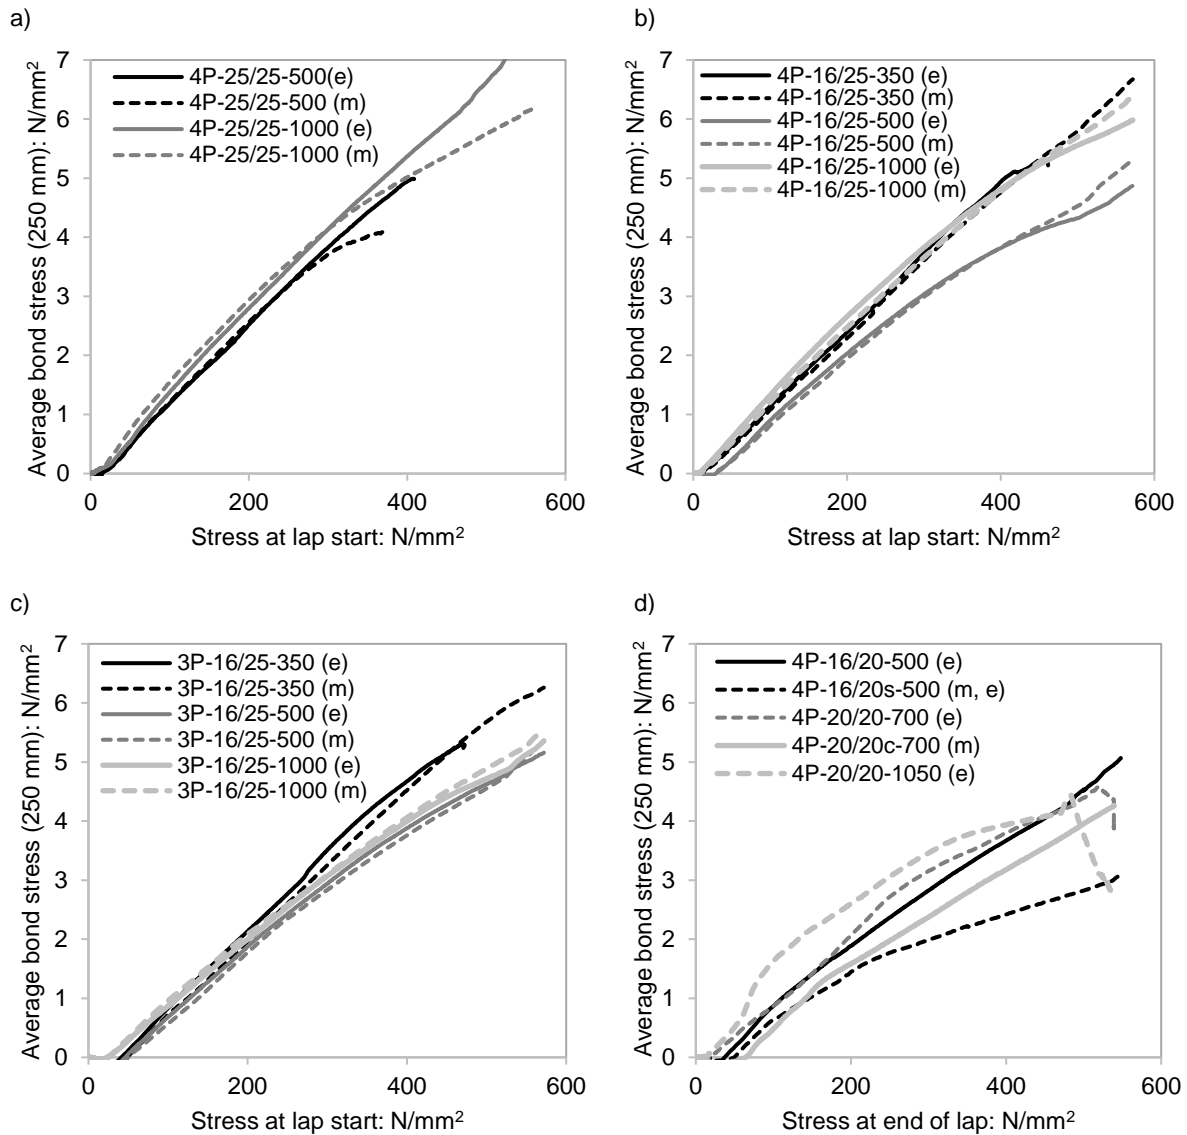 a)
Average bond stress (250 mm): N/mm²
7
6
5
4
3
2
1
0
4P-25/25-500(e)
4P-25/25-500 (m)
4P-25/25-1000 (e)
4P-25/25-1000 (m)
0 200 400 600
Stress at lap start: N/mm²
b)
Average bond stress (250 mm): N/mm²
7
6
5
4
3
2
1
0
4P-16/25-350 (e)
4P-16/25-350 (m)
4P-16/25-500 (e)
4P-16/25-500 (m)
4P-16/25-1000 (e)
4P-16/25-1000 (m)
0 200 400 600
Stress at lap start: N/mm²
c)
Average bond stress (250 mm): N/mm²
7
6
5
4
3
2
1
0
3P-16/25-350 (e)
3P-16/25-350 (m)
3P-16/25-500 (e)
3P-16/25-500 (m)
3P-16/25-1000 (e)
3P-16/25-1000 (m)
0 200 400 600
Stress at lap start: N/mm²
d)
Average bond stress (250 mm): N/mm²
7
6
5
4
3
2
1
0
4P-16/20-500 (e)
4P-16/20s-500 (m, e)
4P-20/20-700 (e)
4P-20/20c-700 (m)
4P-20/20-1050 (e)
0 200 400 600
Stress at end of lap: N/mm²